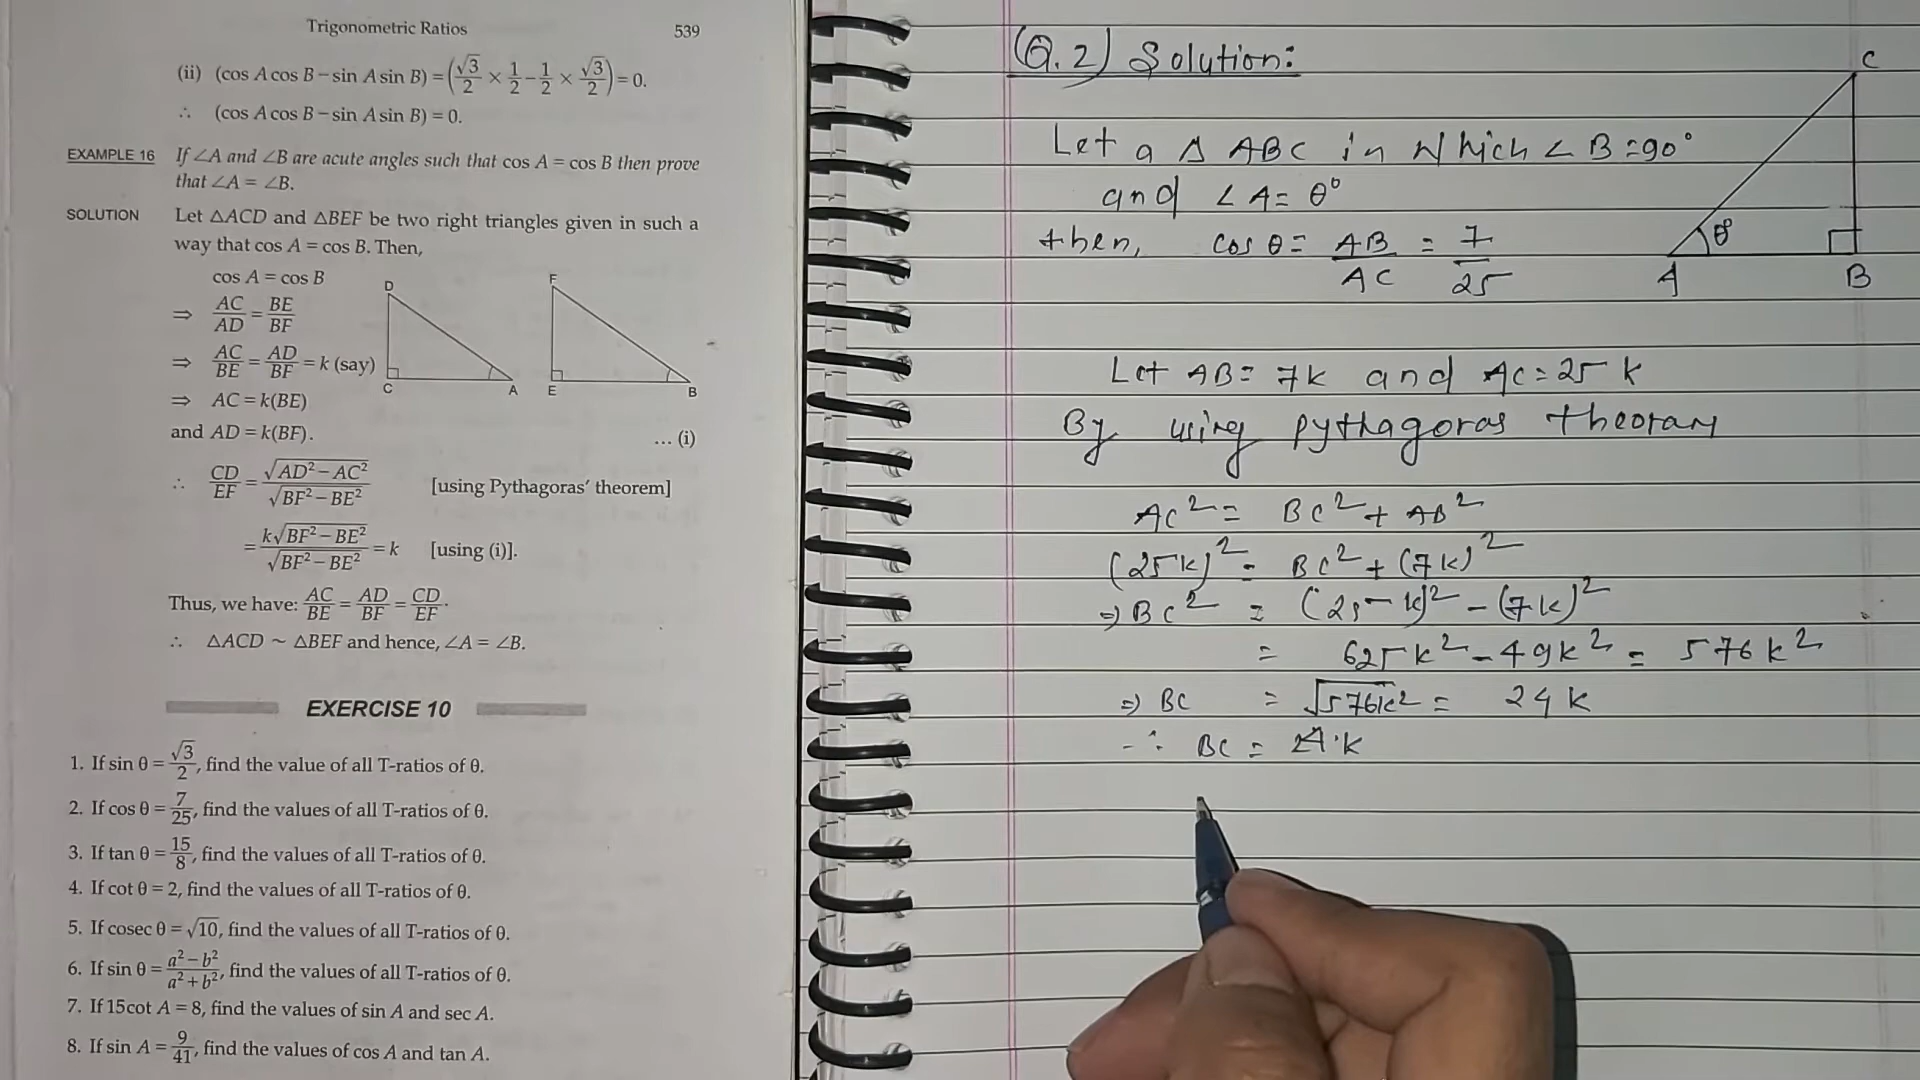 Trigonometric Ratios 539
(ii) (cos A cos B − sin A sin B) = (√3/2 × 1/2 − 1/2 × √3/2) = 0.
∴ (cos A cos B − sin A sin B) = 0.
EXAMPLE 16 If ∠A and ∠B are acute angles such that cos A = cos B then prove
that ∠A = ∠B.
SOLUTION Let △ACD and △BEF be two right triangles given in such a
way that cos A = cos B. Then,
cos A = cos B
⇒ AC/AD = BE/BF
⇒ AC/BE = AD/BF = k (say)
⇒ AC = k(BE)
and AD = k(BF). … (i)
D
C
A
F
E
B
∴ CD/EF = √(AD² − AC²)/√(BF² − BE²) [using Pythagoras’ theorem]
= k√(BF² − BE²)/√(BF² − BE²) = k [using (i)].
Thus, we have: AC/BE = AD/BF = CD/EF.
∴ △ACD ~ △BEF and hence, ∠A = ∠B.
EXERCISE 10
1. If sin θ = √3/2, find the value of all T-ratios of θ.
2. If cos θ = 7/25, find the values of all T-ratios of θ.
3. If tan θ = 15/8, find the values of all T-ratios of θ.
4. If cot θ = 2, find the values of all T-ratios of θ.
5. If cosec θ = √10, find the values of all T-ratios of θ.
6. If sin θ = (a² − b²)/(a² + b²), find the values of all T-ratios of θ.
7. If 15cot A = 8, find the values of sin A and sec A.
8. If sin A = 9/41, find the values of cos A and tan A.
(Q.2) Solution:
Let a △ ABC in which ∠B=90°
and ∠A= θ°
then, cos θ = AB/AC = 7/25
C
θ°
A
B
Let AB= 7k and AC=25 k
By using pythagoras theoram
AC² = BC² + AB²
(25k)² = BC² + (7k)²
⇒ BC² = (25 k)² − (7k)²
= 625k² − 49k² = 576k²
⇒ BC = √576k² = 24 k
∴ BC = 24k